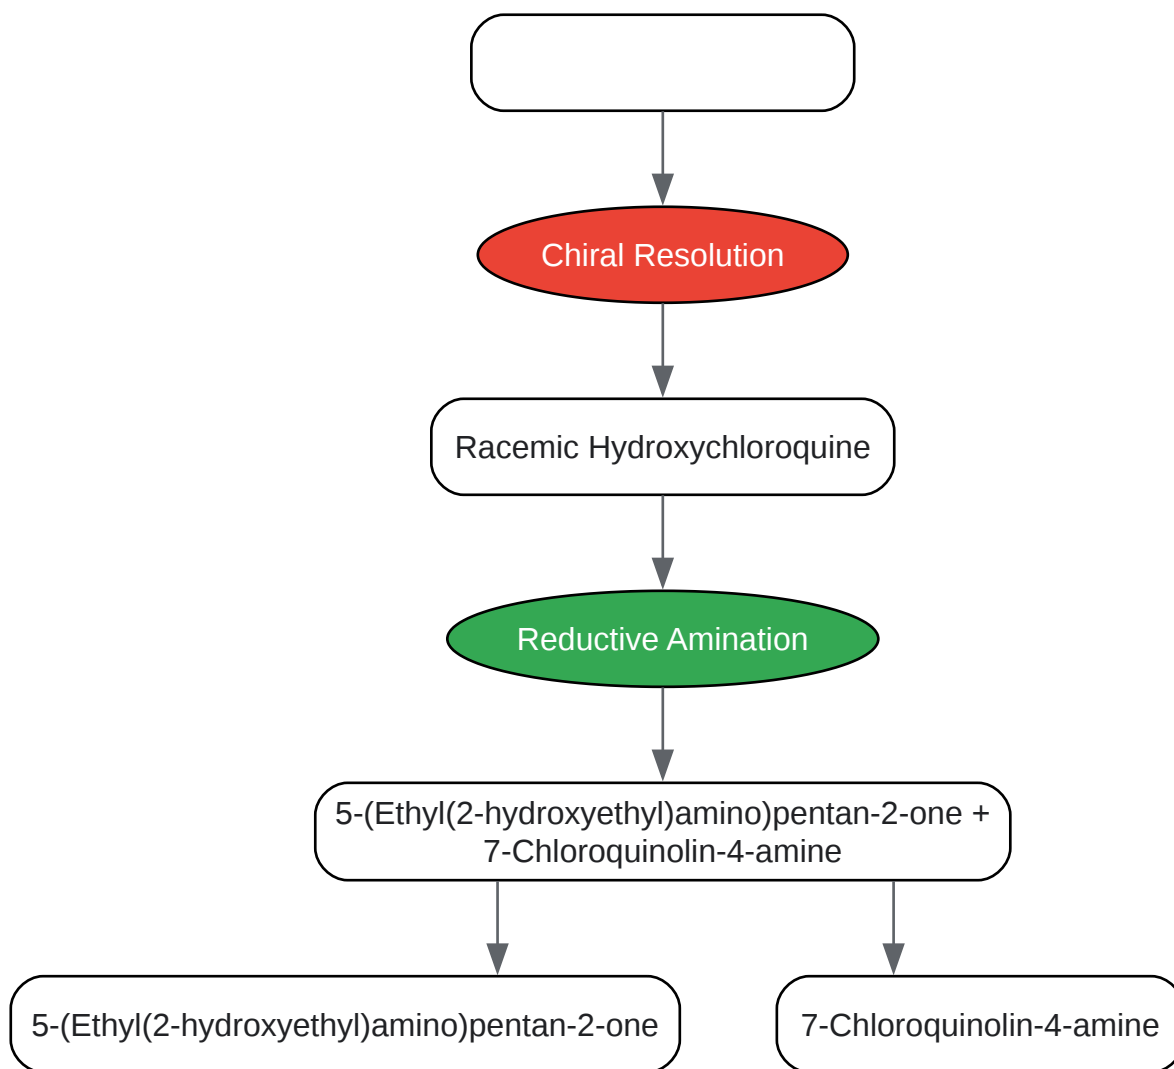 Chiral Resolution
Racemic Hydroxychloroquine
Reductive Amination
5-(Ethyl(2-hydroxyethyl)amino)pentan-2-one +
7-Chloroquinolin-4-amine
5-(Ethyl(2-hydroxyethyl)amino)pentan-2-one
7-Chloroquinolin-4-amine